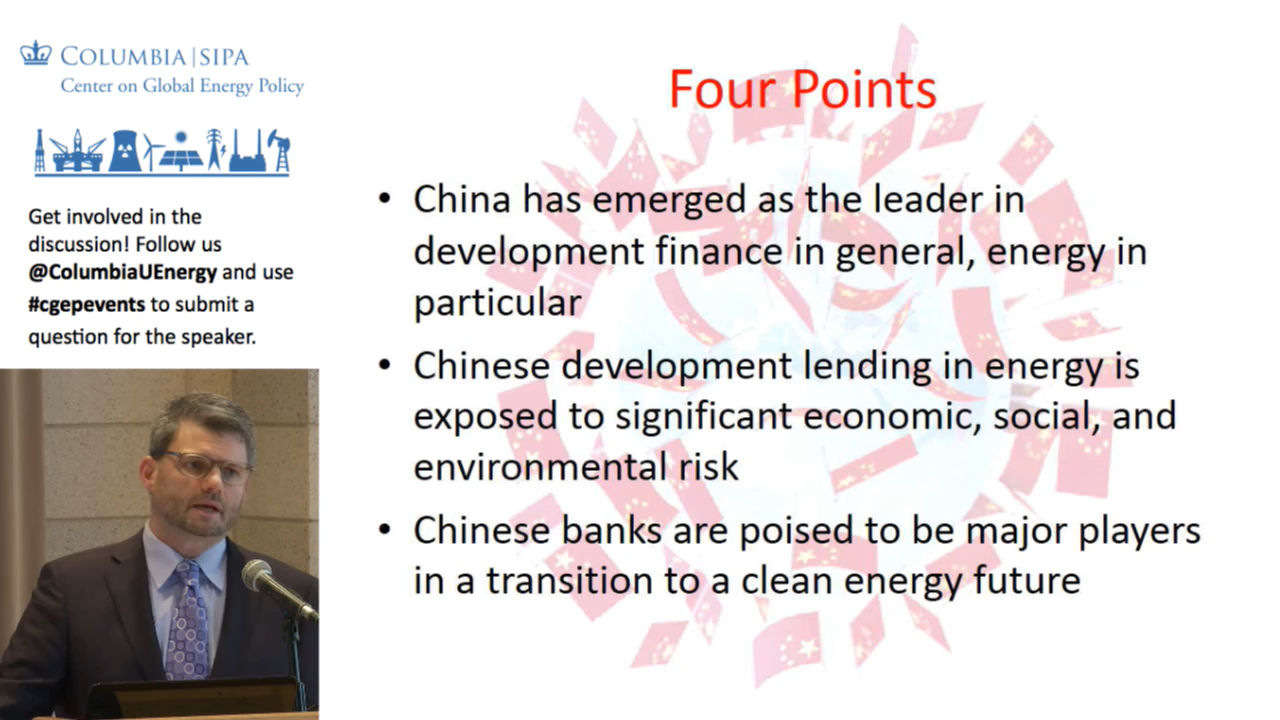 COLUMBIA|SIPA
Center on Global Energy Policy
Get involved in the
discussion! Follow us
@ColumbiaUEnergy and use
#cgepevents to submit a
question for the speaker.
Four Points
• China has emerged as the leader in
development finance in general, energy in
particular
• Chinese development lending in energy is
exposed to significant economic, social, and
environmental risk
• Chinese banks are poised to be major players
in a transition to a clean energy future